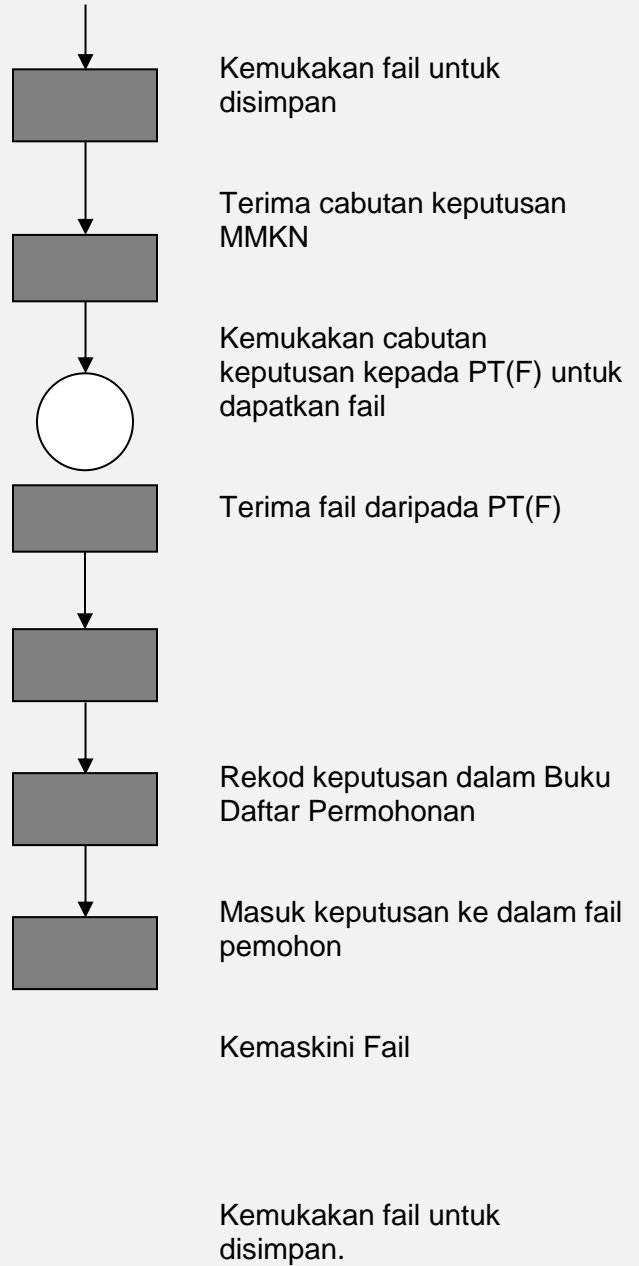 Kemukakan fail untuk
disimpan
Terima cabutan keputusan
MMKN
Kemukakan cabutan
keputusan kepada PT(F) untuk
dapatkan fail
Terima fail daripada PT(F)
Rekod keputusan dalam Buku
Daftar Permohonan
Masuk keputusan ke dalam fail
pemohon
Kemaskini Fail
Kemukakan fail untuk
disimpan.